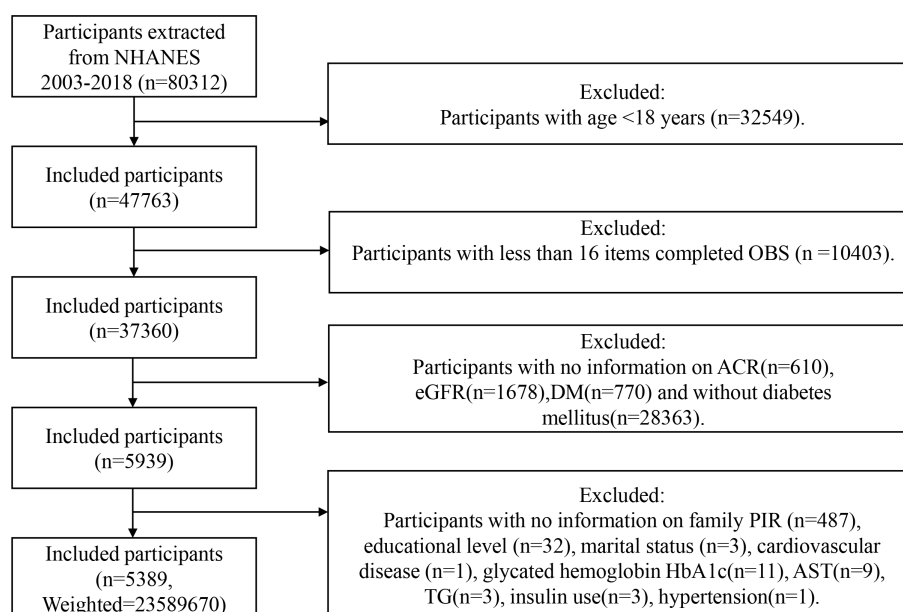 Participants extracted
from NHANES
2003-2018 (n=80312)
Excluded:
Participants with age <18 years (n=32549).
Included participants
(n=47763)
Excluded:
Participants with less than 16 items completed OBS (n =10403).
Included participants
(n=37360)
Excluded:
Participants with no information on ACR(n=610),
eGFR(n=1678),DM(n=770) and without diabetes
mellitus(n=28363).
Included participants
(n=5939)
Excluded:
Participants with no information on family PIR (n=487),
educational level (n=32), marital status (n=3), cardiovascular
disease (n=1), glycated hemoglobin HbA1c(n=11), AST(n=9),
TG(n=3), insulin use(n=3), hypertension(n=1).
Included participants
(n=5389,
Weighted=23589670)